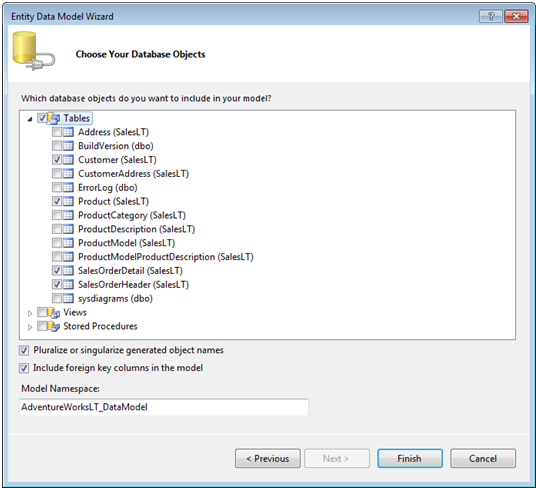 Entity Data Model Wizard
Choose Your Database Objects
Which database objects do you want to include in your model?
Tables
Address (SalesLT)
BuildVersion (dbo)
Customer (SalesLT)
CustomerAddress (SalesLT)
ErrorLog (dbo)
Product (SalesLT)
ProductCategory (SalesLT)
ProductDescription (SalesLT)
ProductModel (SalesLT)
ProductModelProductDescription (SalesLT)
SalesOrderDetail (SalesLT)
SalesOrderHeader (SalesLT)
sysdiagrams (dbo)
Views
Stored Procedures
Pluralize or singularize generated object names
Include foreign key columns in the model
Model Namespace:
AdventureWorksLT_DataModel
< Previous Next > Finish Cancel